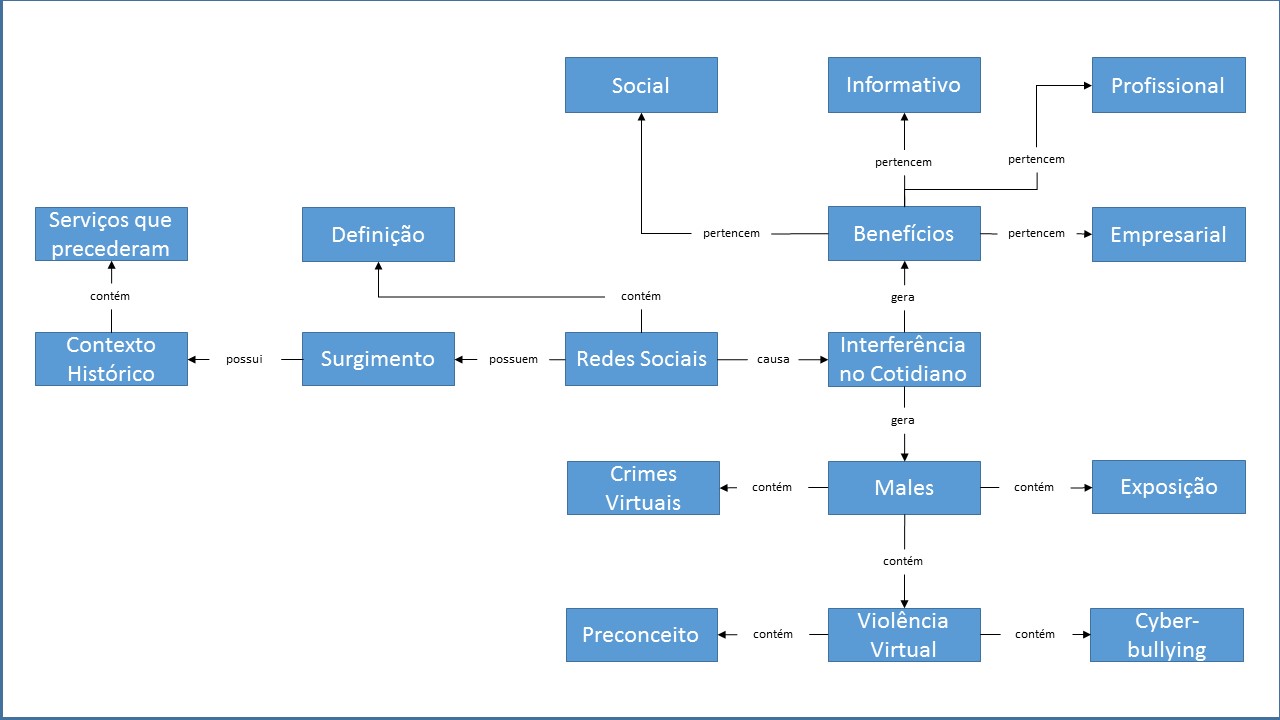 Social
Informativo
Profissional
pertencem
pertencem
Serviços que
precederam
Definição
pertencem
Benefícios
pertencem
Empresarial
contém
contém
gera
Contexto
Histórico
possui
Surgimento
possuem
Redes Sociais
causa
Interferência
no Cotidiano
gera
Crimes
Virtuais
contém
Males
contém
Exposição
contém
Preconceito
contém
Violência
Virtual
contém
Cyber-
bullying